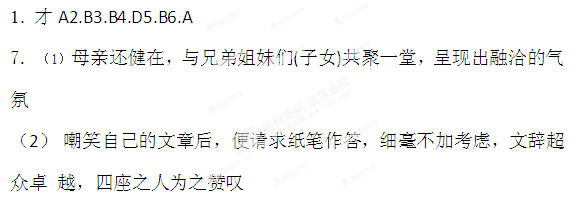 1. 才 A2.B3.B4.D5.B6.A
7. （1）母亲还健在，与兄弟姐妹们(子女)共聚一堂，呈现出融洽的气
氛
（2） 嘲笑自己的文章后，便请求纸笔作答，细毫不加考虑，文辞超
众卓 越，四座之人为之赞叹